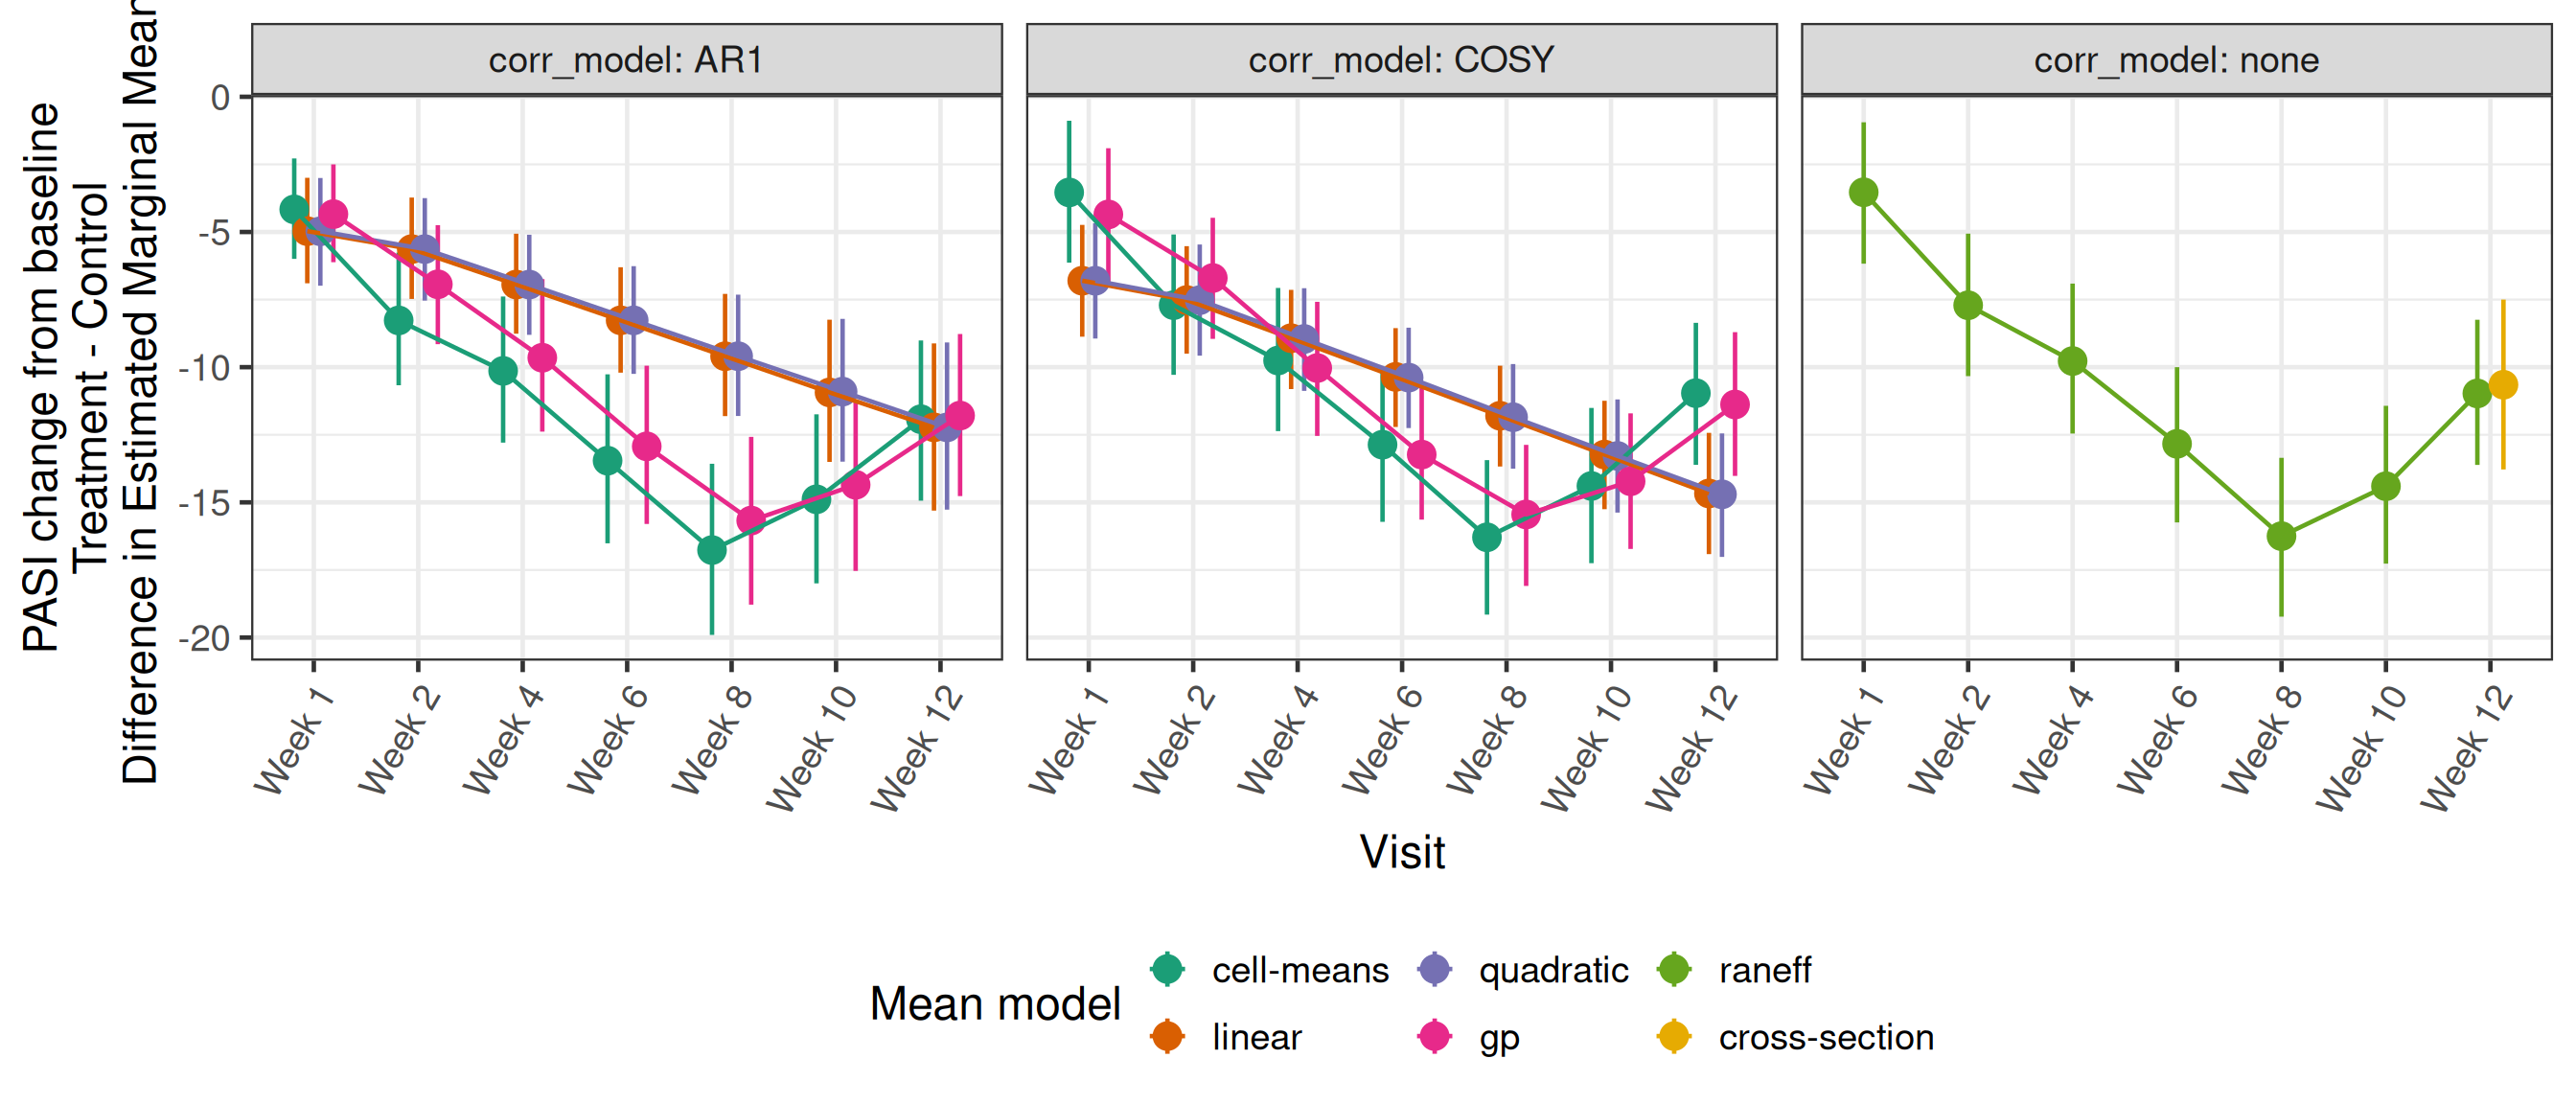 corr_model: AR1
corr_model: COSY
corr_model: none
PASI change from baseline
Treatment - Control
Difference in Estimated Marginal Mean
0
-5
-10
-15
-20
Week 1
Week 2
Week 4
Week 6
Week 8
Week 10
Week 12
Week 1
Week 2
Week 4
Week 6
Week 8
Week 10
Week 12
Week 1
Week 2
Week 4
Week 6
Week 8
Week 10
Week 12
Visit
Mean model
cell-means
quadratic
raneff
linear
gp
cross-section